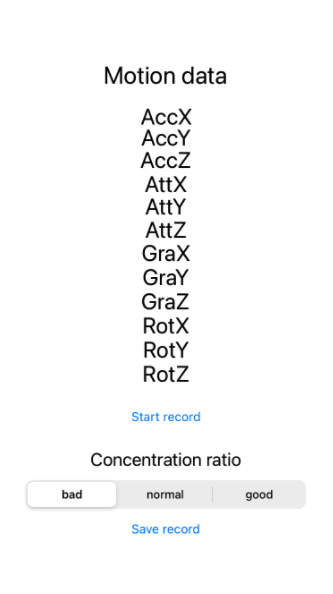 Motion data
AccX
AccY
AccZ
AttX
AttY
AttZ
GraX
GraY
GraZ
RotX
RotY
RotZ
Start record
Concentration ratio
bad normal good
Save record